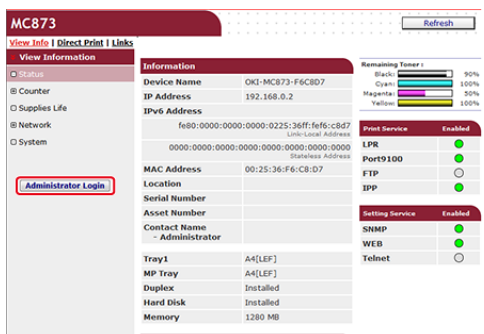 MC873
Refresh
View Info | Direct Print | Links
View Information
Status
Counter
Supplies Life
Network
System
Administrator Login
Information
Device Name OKI-MC873-F6C8D7
IP Address 192.168.0.2
IPv6 Address
fe80:0000:0000:0000:0225:36ff:fef6:c8d7
Link-Local Address
0000:0000:0000:0000:0000:0000:0000:0000
Stateless Address
MAC Address 00:25:36:F6:C8:D7
Location
Serial Number
Asset Number
Contact Name
- Administrator
Tray1 A4[LEF]
MP Tray A4[LEF]
Duplex Installed
Hard Disk Installed
Memory 1280 MB
Remaining Toner :
Black: 90%
Cyan: 100%
Magenta: 50%
Yellow: 100%
Print Service Enabled
LPR
Port9100
FTP
IPP
Setting Service Enabled
SNMP
WEB
Telnet